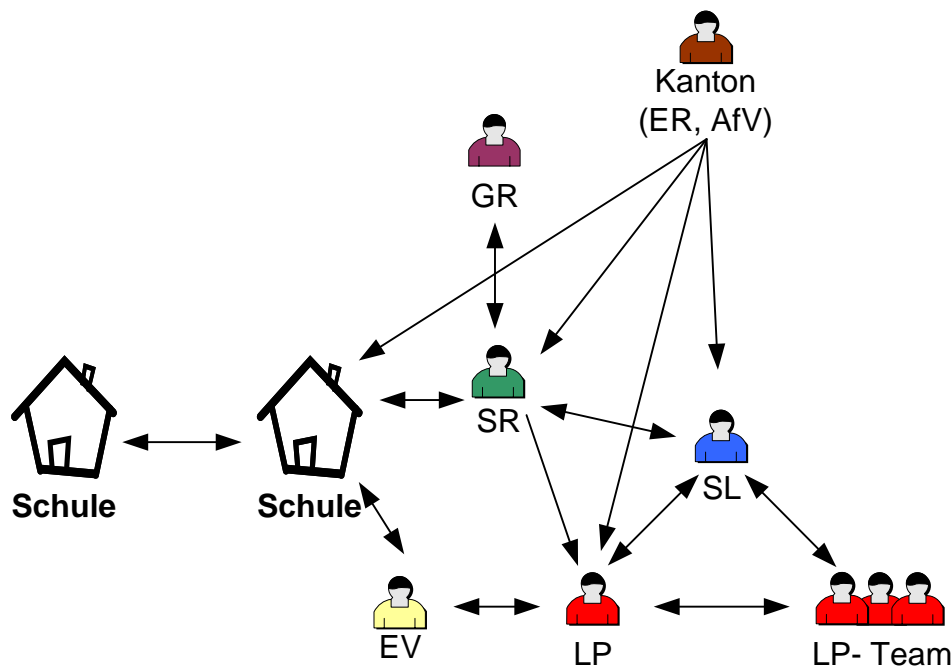 Kanton
(ER, AfV)
GR
SR
SL
Schule
Schule
EV
LP
LP- Team